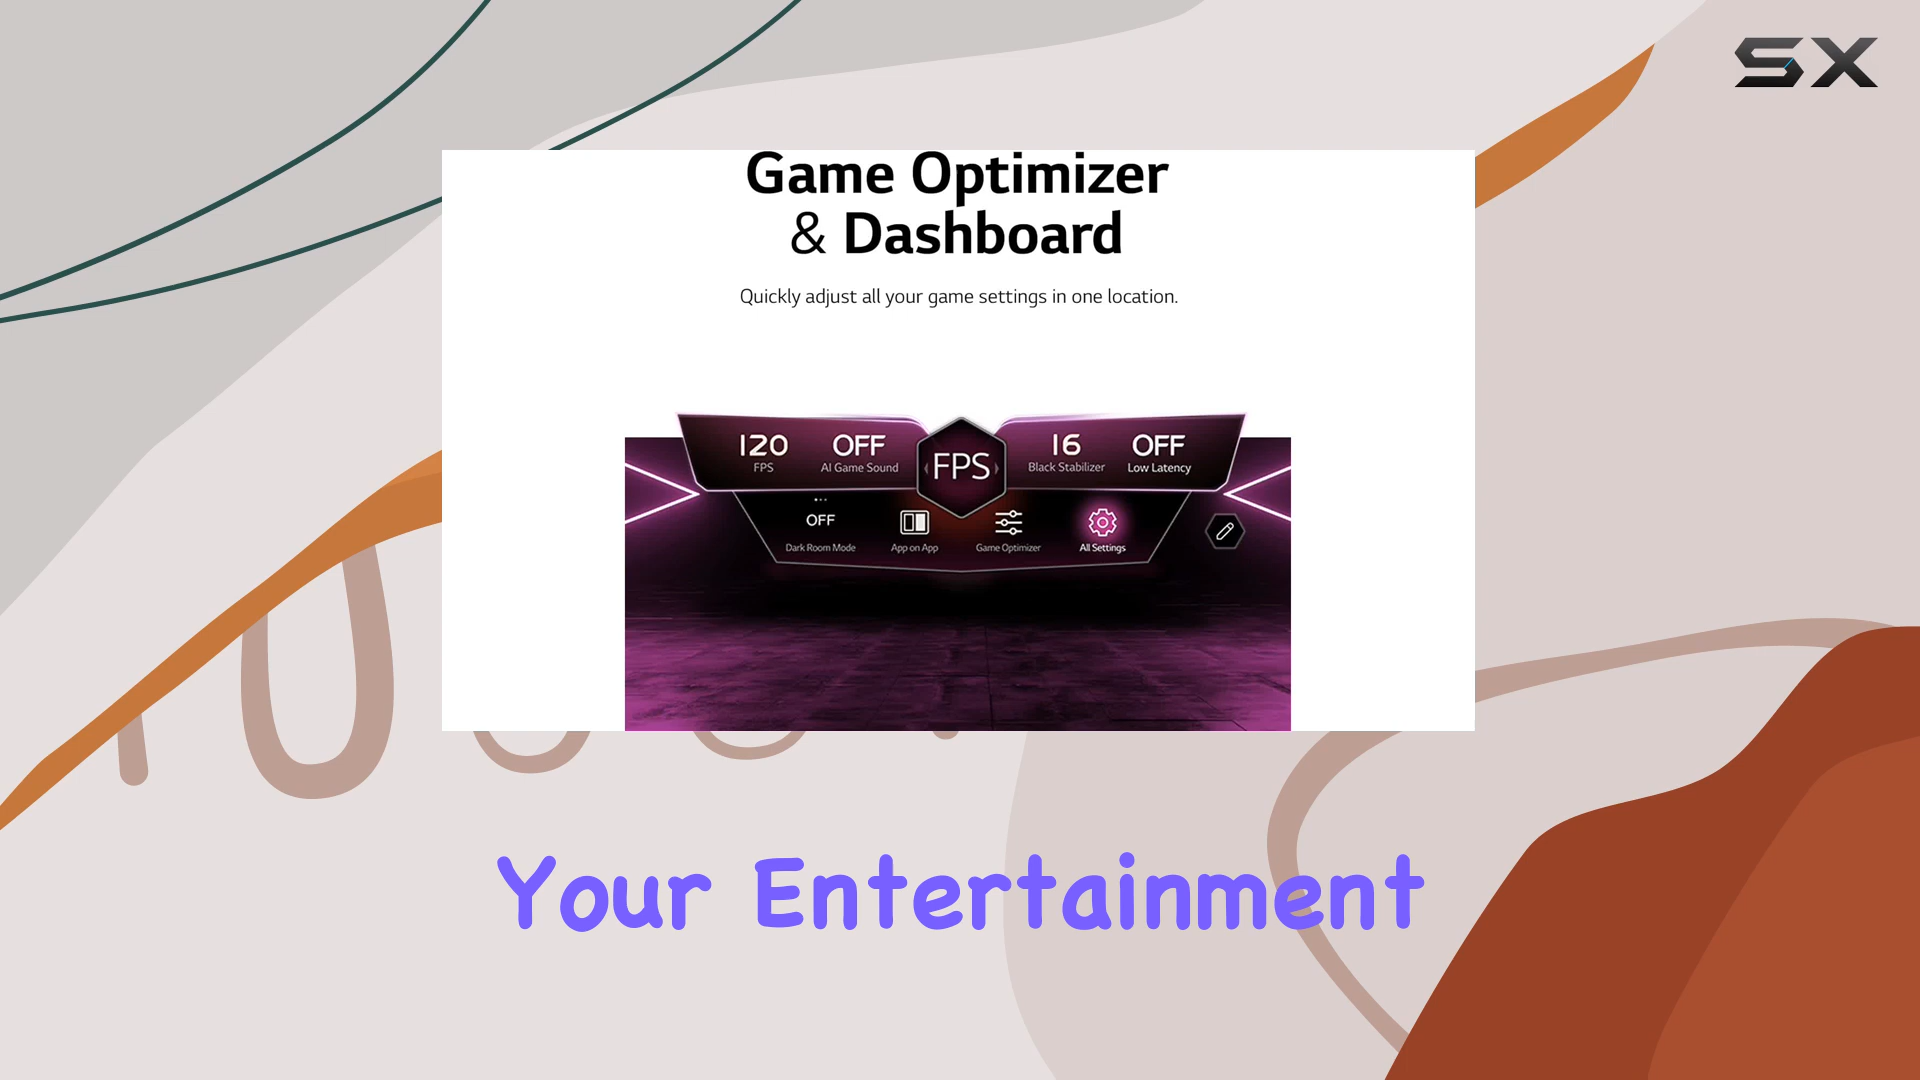 SX
Game Optimizer
& Dashboard
Quickly adjust all your game settings in one location.
120 OFF FPS 16 OFF
FPS AI Game Sound Black Stabilizer Low Latency
OFF
Dark Room Mode App on App Game Optimizer All Settings
Your Entertainment